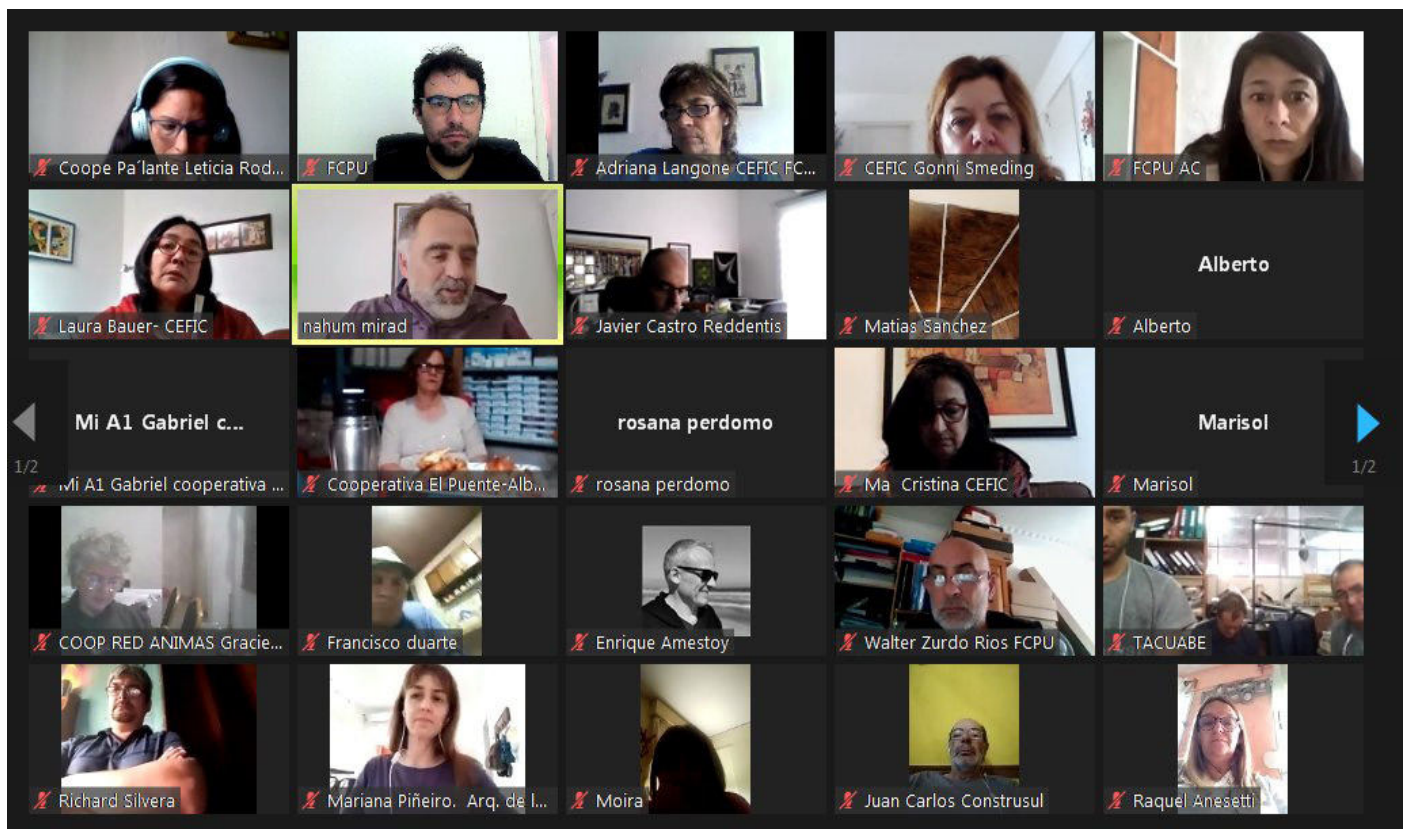 Coope Pa´lante Leticia Rod...
FCPU
Adriana Langone CEFIC FC...
CEFIC Gonni Smeding
FCPU AC
Laura Bauer- CEFIC
nahum mirad
Javier Castro Reddentis
Matias Sanchez
Alberto
Alberto
Mi A1 Gabriel c...
1/2
Mi A1 Gabriel cooperativa ...
Cooperativa El Puente-Alb...
rosana perdomo
rosana perdomo
Ma Cristina CEFIC
Marisol
Marisol
1/2
COOP RED ANIMAS Gracie...
Francisco duarte
Enrique Amestoy
Walter Zurdo Rios FCPU
TACUABE
Richard Silvera
Mariana Piñeiro. Arq. de l...
Moira
Juan Carlos Construsul
Raquel Anesetti